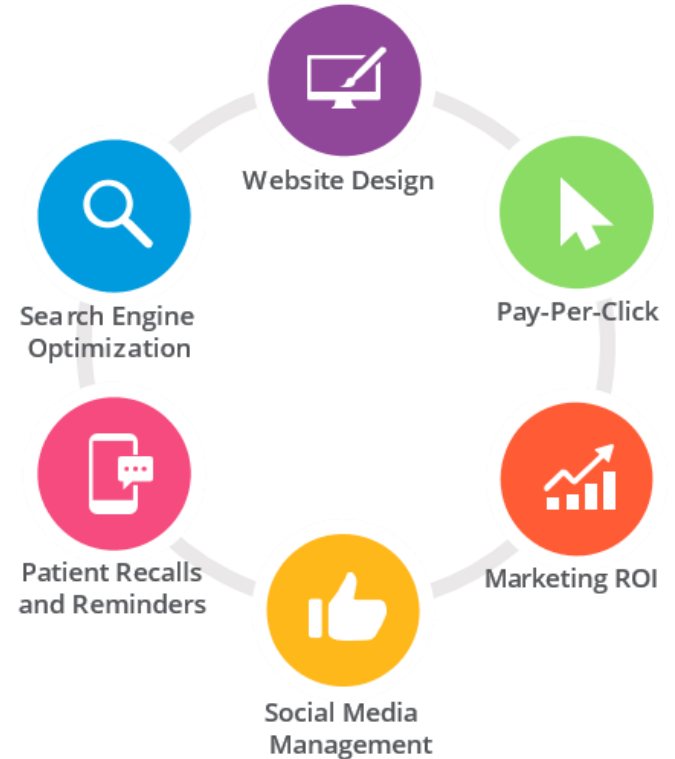 Website Design
Pay-Per-Click
Search Engine
Optimization
Patient Recalls
and Reminders
Marketing ROI
Social Media
Management